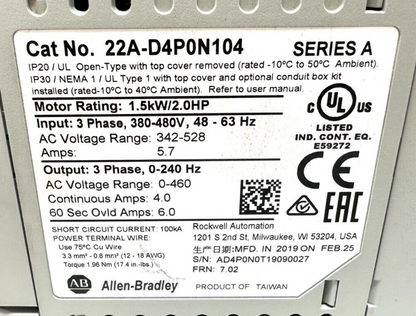 Cat No. 22A-D4P0N104 SERIES A
IP20 / UL Open-Type with top cover removed (rated -10°C to 50°C Ambient).
IP30 / NEMA 1 / UL Type 1 with top cover and optional conduit box kit
installed (rated-10°C to 40°C Ambient). Refer to user manual.
Motor Rating: 1.5kW/2.0HP
Input: 3 Phase, 380-480V, 48 - 63 Hz
AC Voltage Range: 342-528
Amps: 5.7
Output: 3 Phase, 0-240 Hz
AC Voltage Range: 0-460
Continuous Amps: 4.0
60 Sec Ovld Amps: 6.0
C UL US
LISTED
IND. CONT. EQ.
E59272
CE
EAC
SHORT CIRCUIT CURRENT: 100kA
Use 75°C Cu Wire
3.3 mm² - 0.8 mm² (12 - 18 AWG)
Torque 1.96 Nm (17.4 in.-lbs.)
AB Allen-Bradley
Rockwell Automation
1201 S 2nd St, Milwaukee, WI 53204, USA
生产日期:MFD. IN 2019 ON FEB.25
S/N: AD4P0N0T19090027
FRN: 7.02
PRODUCT OF TAIWAN